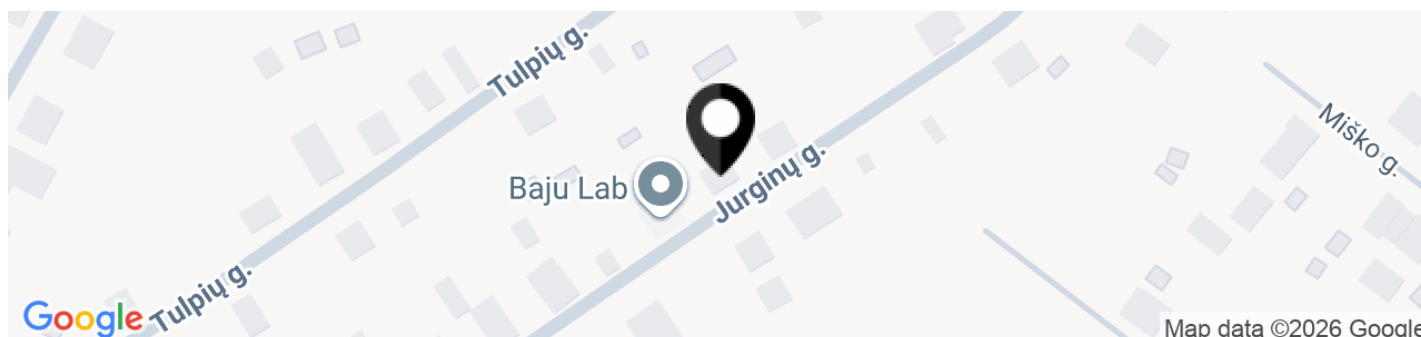 Tulpių g.
Miško g.
Jurginų g.
Baju Lab
Tulpių g.
Google
Map data ©2026 Google